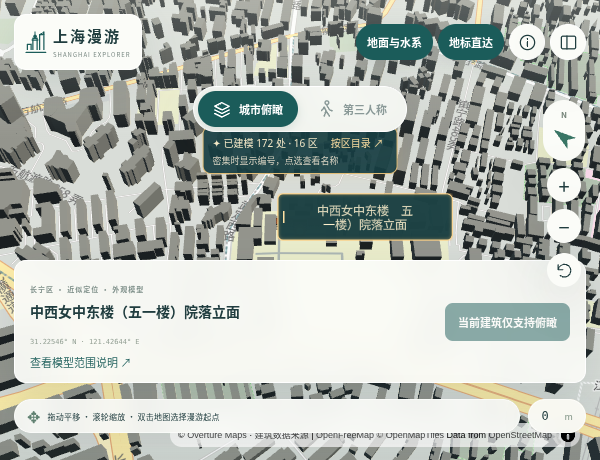 上海漫游
SHANGHAI EXPLORER
地面与水系
地标直达
城市俯瞰
第三人称
✦ 已建模 172 处 · 16 区 按区目录 ↗
密集时显示编号，点选查看名称
N
中西女中东楼 五
一楼）院落立面
+
−
长宁区 · 近似定位 · 外观模型
中西女中东楼（五一楼）院落立面
31.22546° N · 121.42644° E
查看模型范围说明 ↗
当前建筑仅支持俯瞰
拖动平移 · 滚轮缩放 · 双击地图选择漫游起点
0 m
© Overture Maps · 建筑数据来源 | OpenFreeMap © OpenMapTiles Data from OpenStreetMap